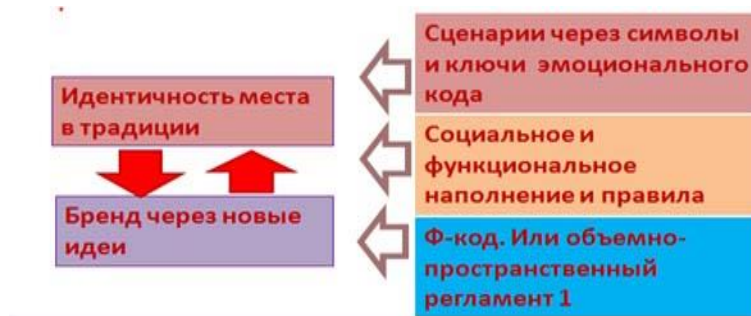 Идентичность места
в традиции
Бренд через новые
идеи
Сценарии через символы
и ключи эмоционального
кода
Социальное и
функциональное
наполнение и правила
Ф-код. Или объемно-
пространственный
регламент 1